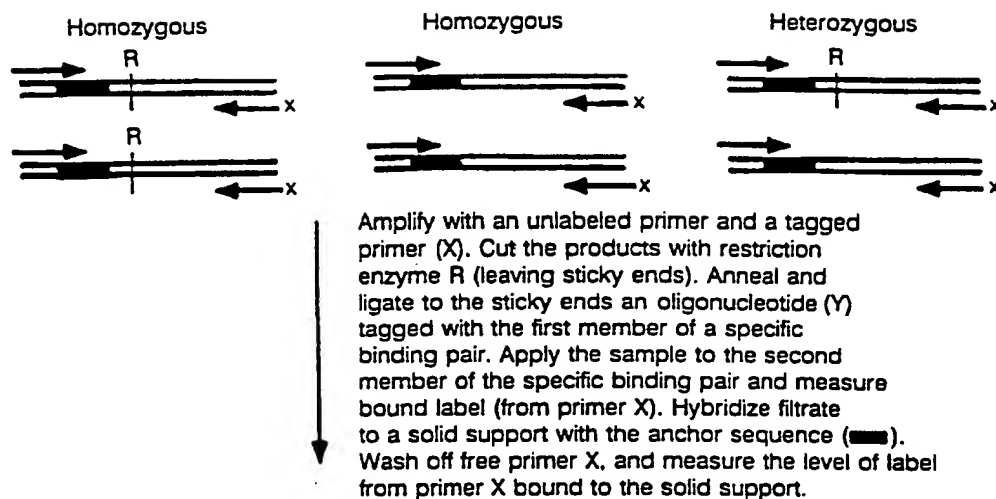 Homozygous
Homozygous
Heterozygous
R
R
X
X
X
R
X
X
X
Amplify with an unlabeled primer and a tagged
primer (X). Cut the products with restriction
enzyme R (leaving sticky ends). Anneal and
ligate to the sticky ends an oligonucleotide (Y)
tagged with the first member of a specific
binding pair. Apply the sample to the second
member of the specific binding pair and measure
bound label (from primer X). Hybridize filtrate
to a solid support with the anchor sequence ( ).
Wash off free primer X, and measure the level of label
from primer X bound to the solid support.